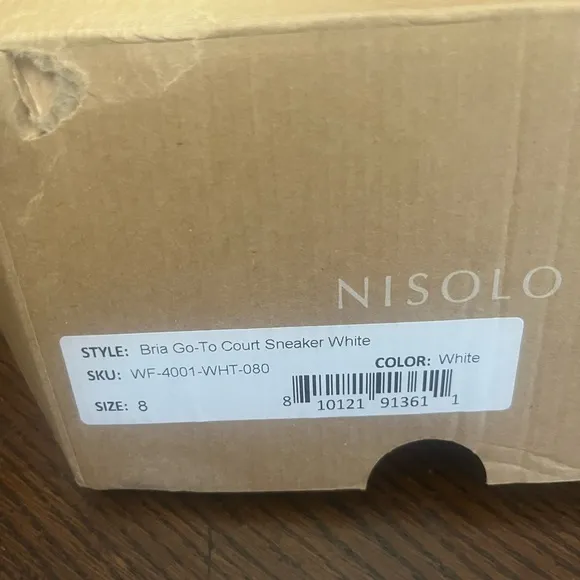 NISOLO
STYLE: Bria Go-To Court Sneaker White
SKU: WF-4001-WHT-080
COLOR: White
SIZE: 8
8 10121 91361 1